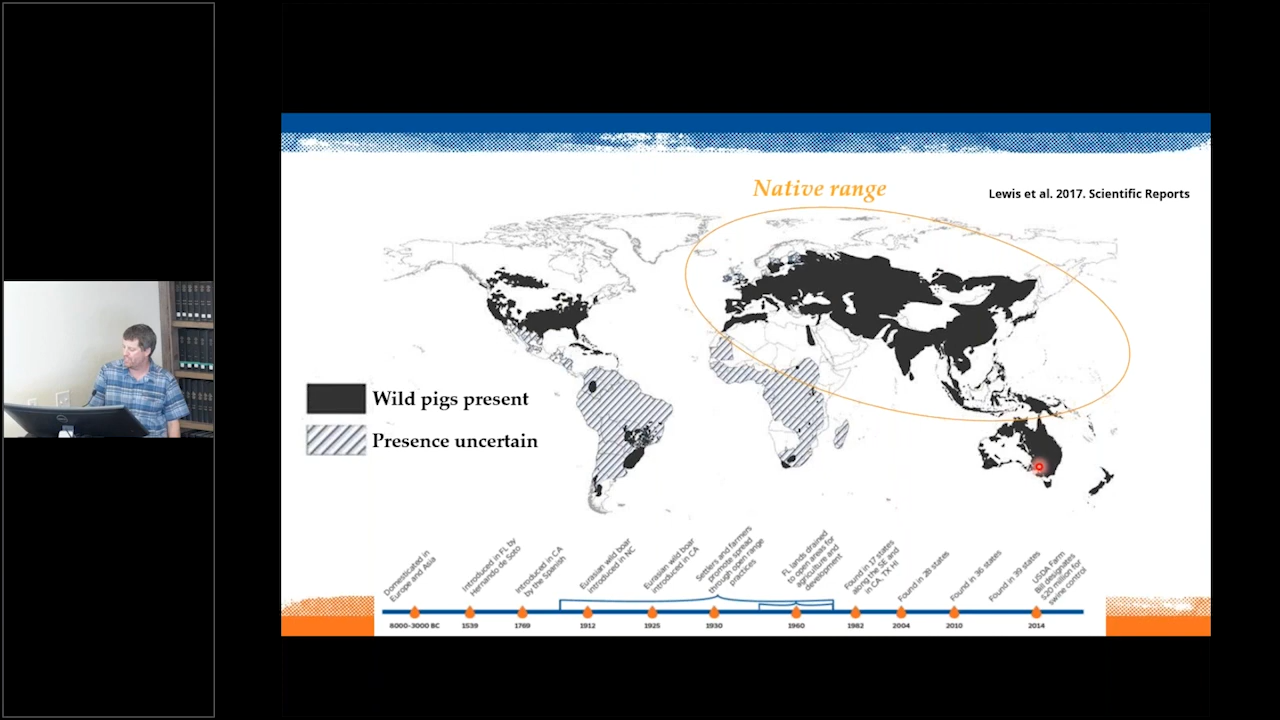 Native range
Lewis et al. 2017. Scientific Reports
Wild pigs present
Presence uncertain
Domesticated in
Europe and Asia
Introduced in FL by
Hernando de Soto
Introduced in CA
by the Spanish
Eurasian wild boar
introduced in NC
Eurasian wild boar
introduced in CA
Settlers and farmers
promote spread
through open range
practices
FL lands drained
to open areas for
agriculture and
development
Found in 17 states
along the SE and
in CA, TX HI
Found in 28 states
Found in 36 states
Found in 39 states
USDA Farm
Bill designates
$20 million for
swine control
8000–3000 BC
1539
1769
1912
1925
1930
1960
1982
2004
2010
2014